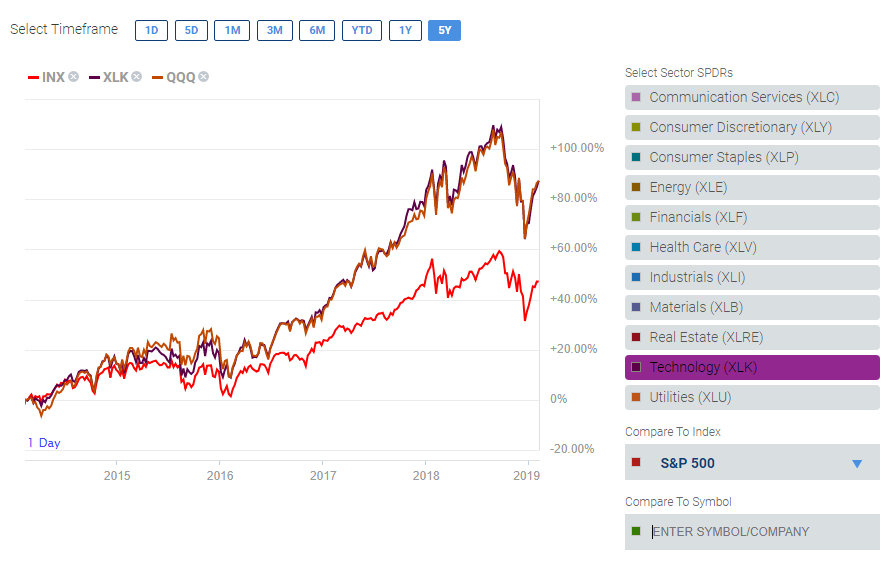 Select Timeframe 1D 5D 1M 3M 6M YTD 1Y 5Y
INX XLK QQQ
+100.00%
+80.00%
+60.00%
+40.00%
+20.00%
0%
-20.00%
1 Day
2015 2016 2017 2018 2019
Select Sector SPDRs
Communication Services (XLC)
Consumer Discretionary (XLY)
Consumer Staples (XLP)
Energy (XLE)
Financials (XLF)
Health Care (XLV)
Industrials (XLI)
Materials (XLB)
Real Estate (XLRE)
Technology (XLK)
Utilities (XLU)
Compare To Index
S&P 500
Compare To Symbol
ENTER SYMBOL/COMPANY